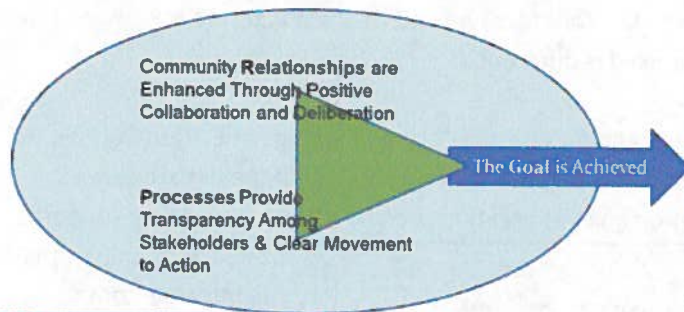 Community Relationships are
Enhanced Through Positive
Collaboration and Deliberation
The Goal is Achieved
Processes Provide
Transparency Among
Stakeholders & Clear Movement
to Action